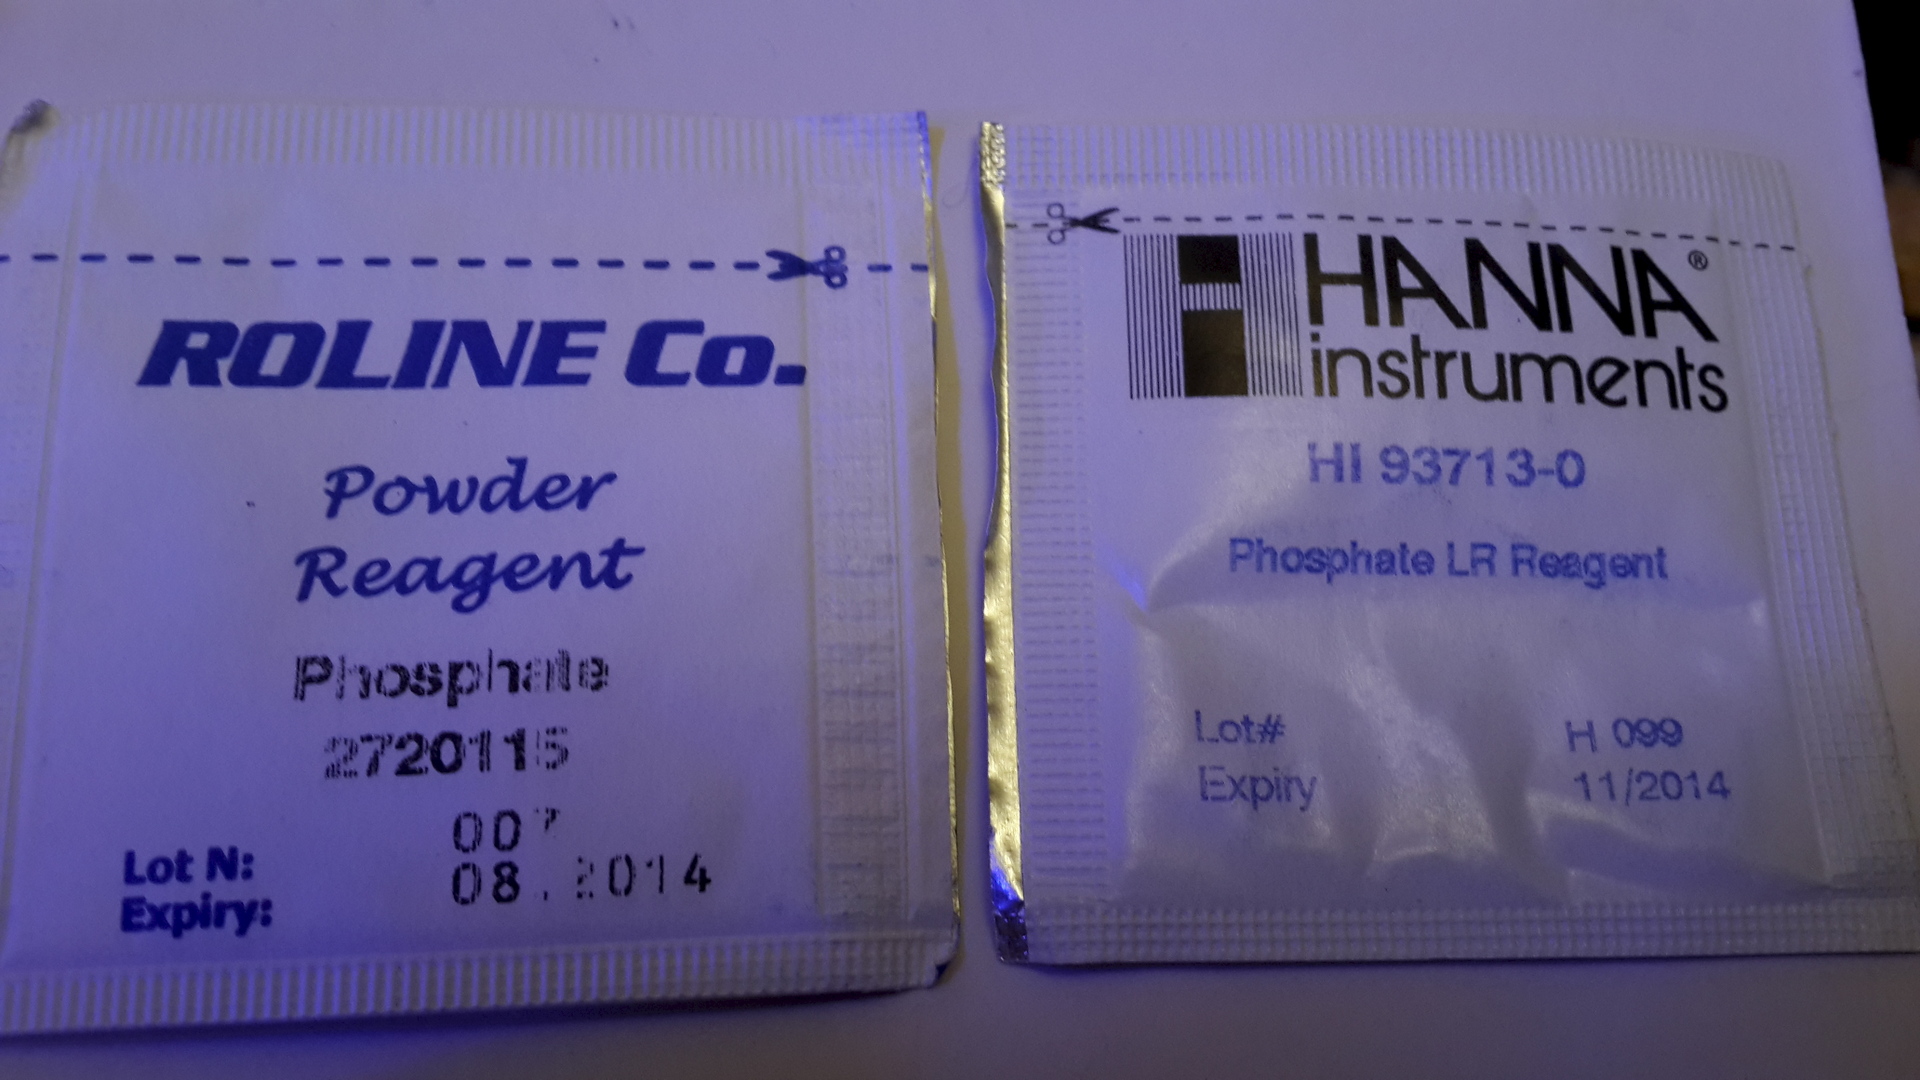 ROLINE Co.
Powder
Reagent
Phosphate
2720115
007
Lot N:
08.2014
Expiry:
HANNA®
instruments
HI 93713-0
Phosphate LR Reagent
Lot# H 099
Expiry 11/2014